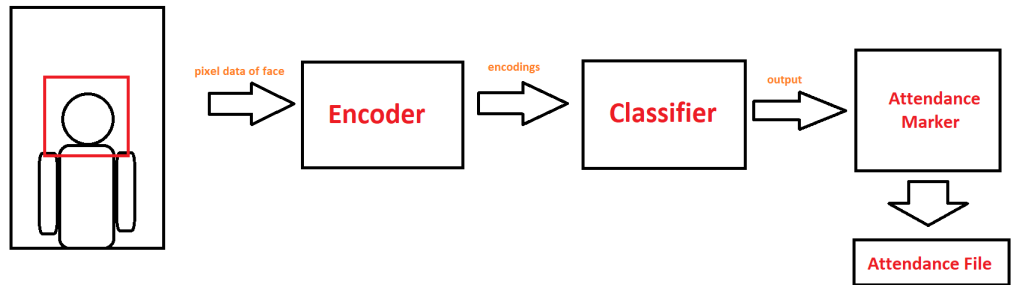 pixel data of face
Encoder
encodings
Classifier
output
Attendance
Marker
Attendance File